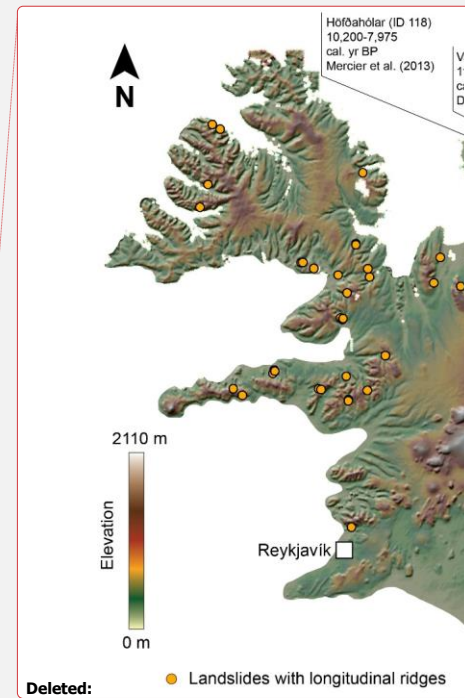 Höfðahólar (ID 118)
10,200-7,975
cal. yr BP
Mercier et al. (2013)
N
2110 m
Elevation
0 m
Reykjavík
Deleted:
Landslides with longitudinal ridges